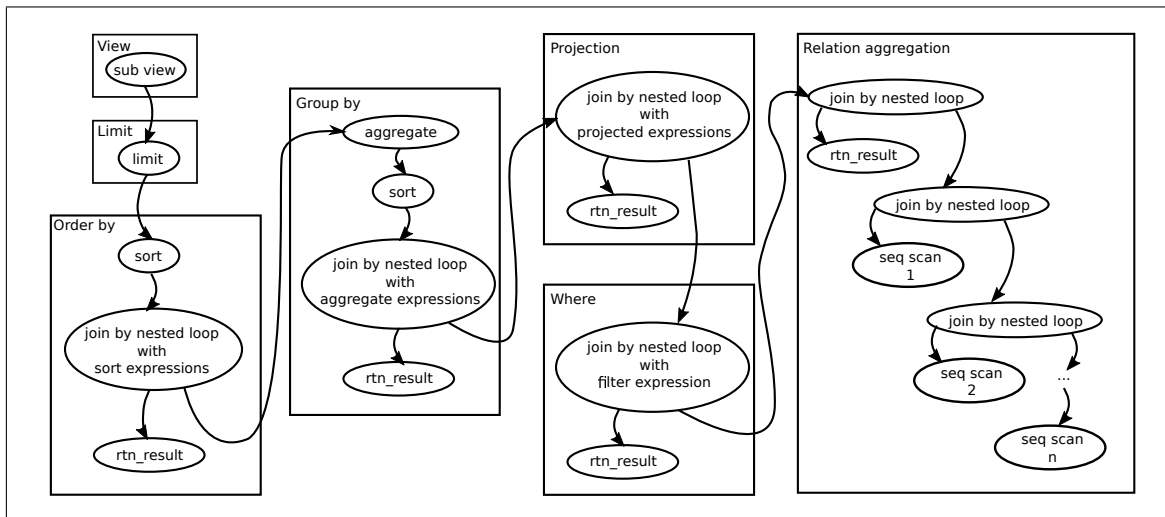 View
sub view
Limit
limit
Order by
sort
join by nested loop
with
sort expressions
rtn_result
Group by
aggregate
sort
join by nested loop
with
aggregate expressions
rtn_result
Projection
join by nested loop
with
projected expressions
rtn_result
Where
join by nested loop
with
filter expression
rtn_result
Relation aggregation
join by nested loop
rtn_result
join by nested loop
seq scan
1
join by nested loop
seq scan
2
...
seq scan
n